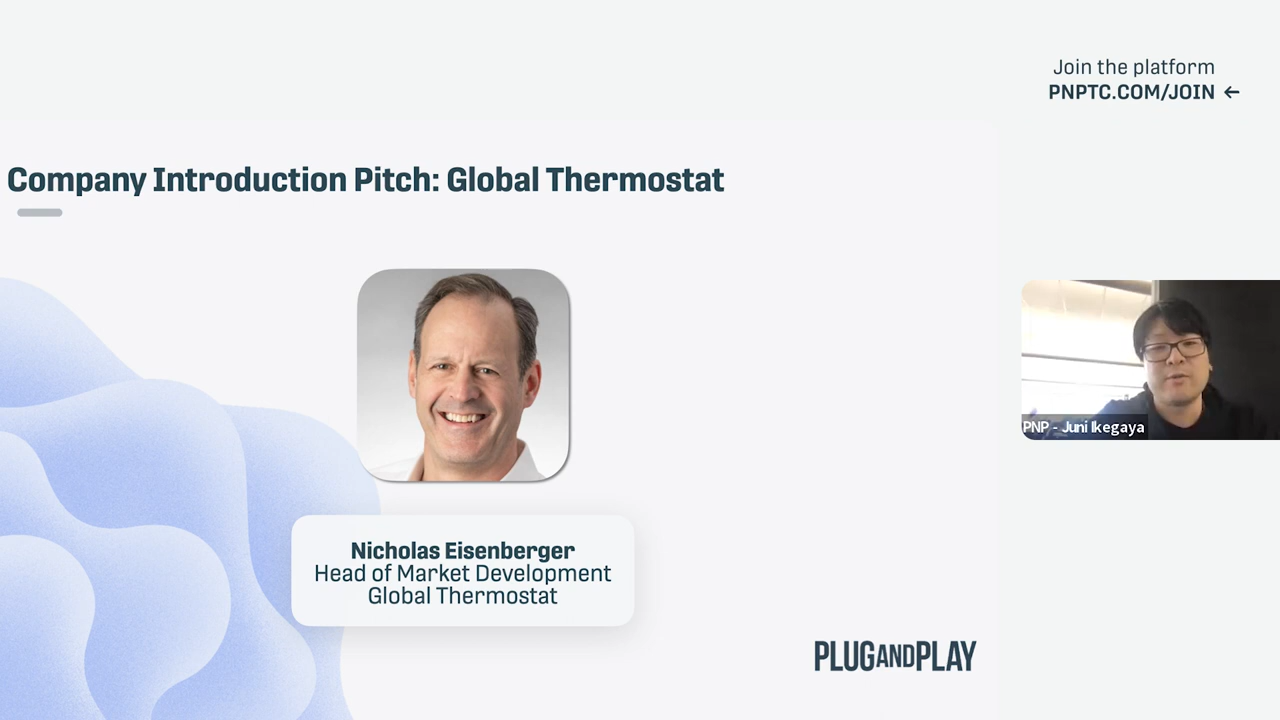 Join the platform
PNPTC.COM/JOIN ←
Company Introduction Pitch: Global Thermostat
PNP - Juni Ikegaya
Nicholas Eisenberger
Head of Market Development
Global Thermostat
PLUGANDPLAY